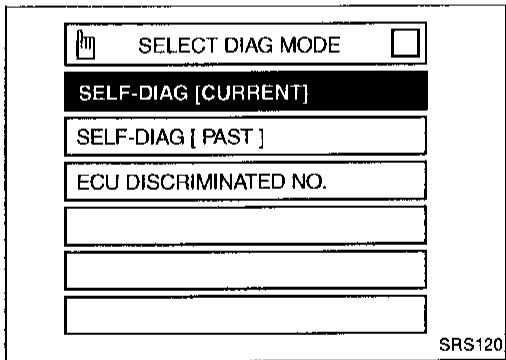 SELECT DIAG MODE
SELF-DIAG [CURRENT]
SELF-DIAG [ PAST ]
ECU DISCRIMINATED NO.
SRS120